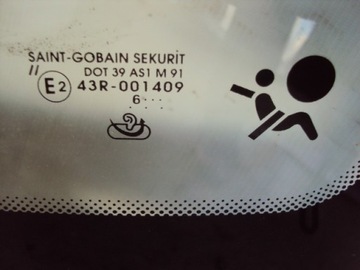 SAINT-GOBAIN SEKURIT
DOT 39 AS1 M 91
// E2 43R-001409
6